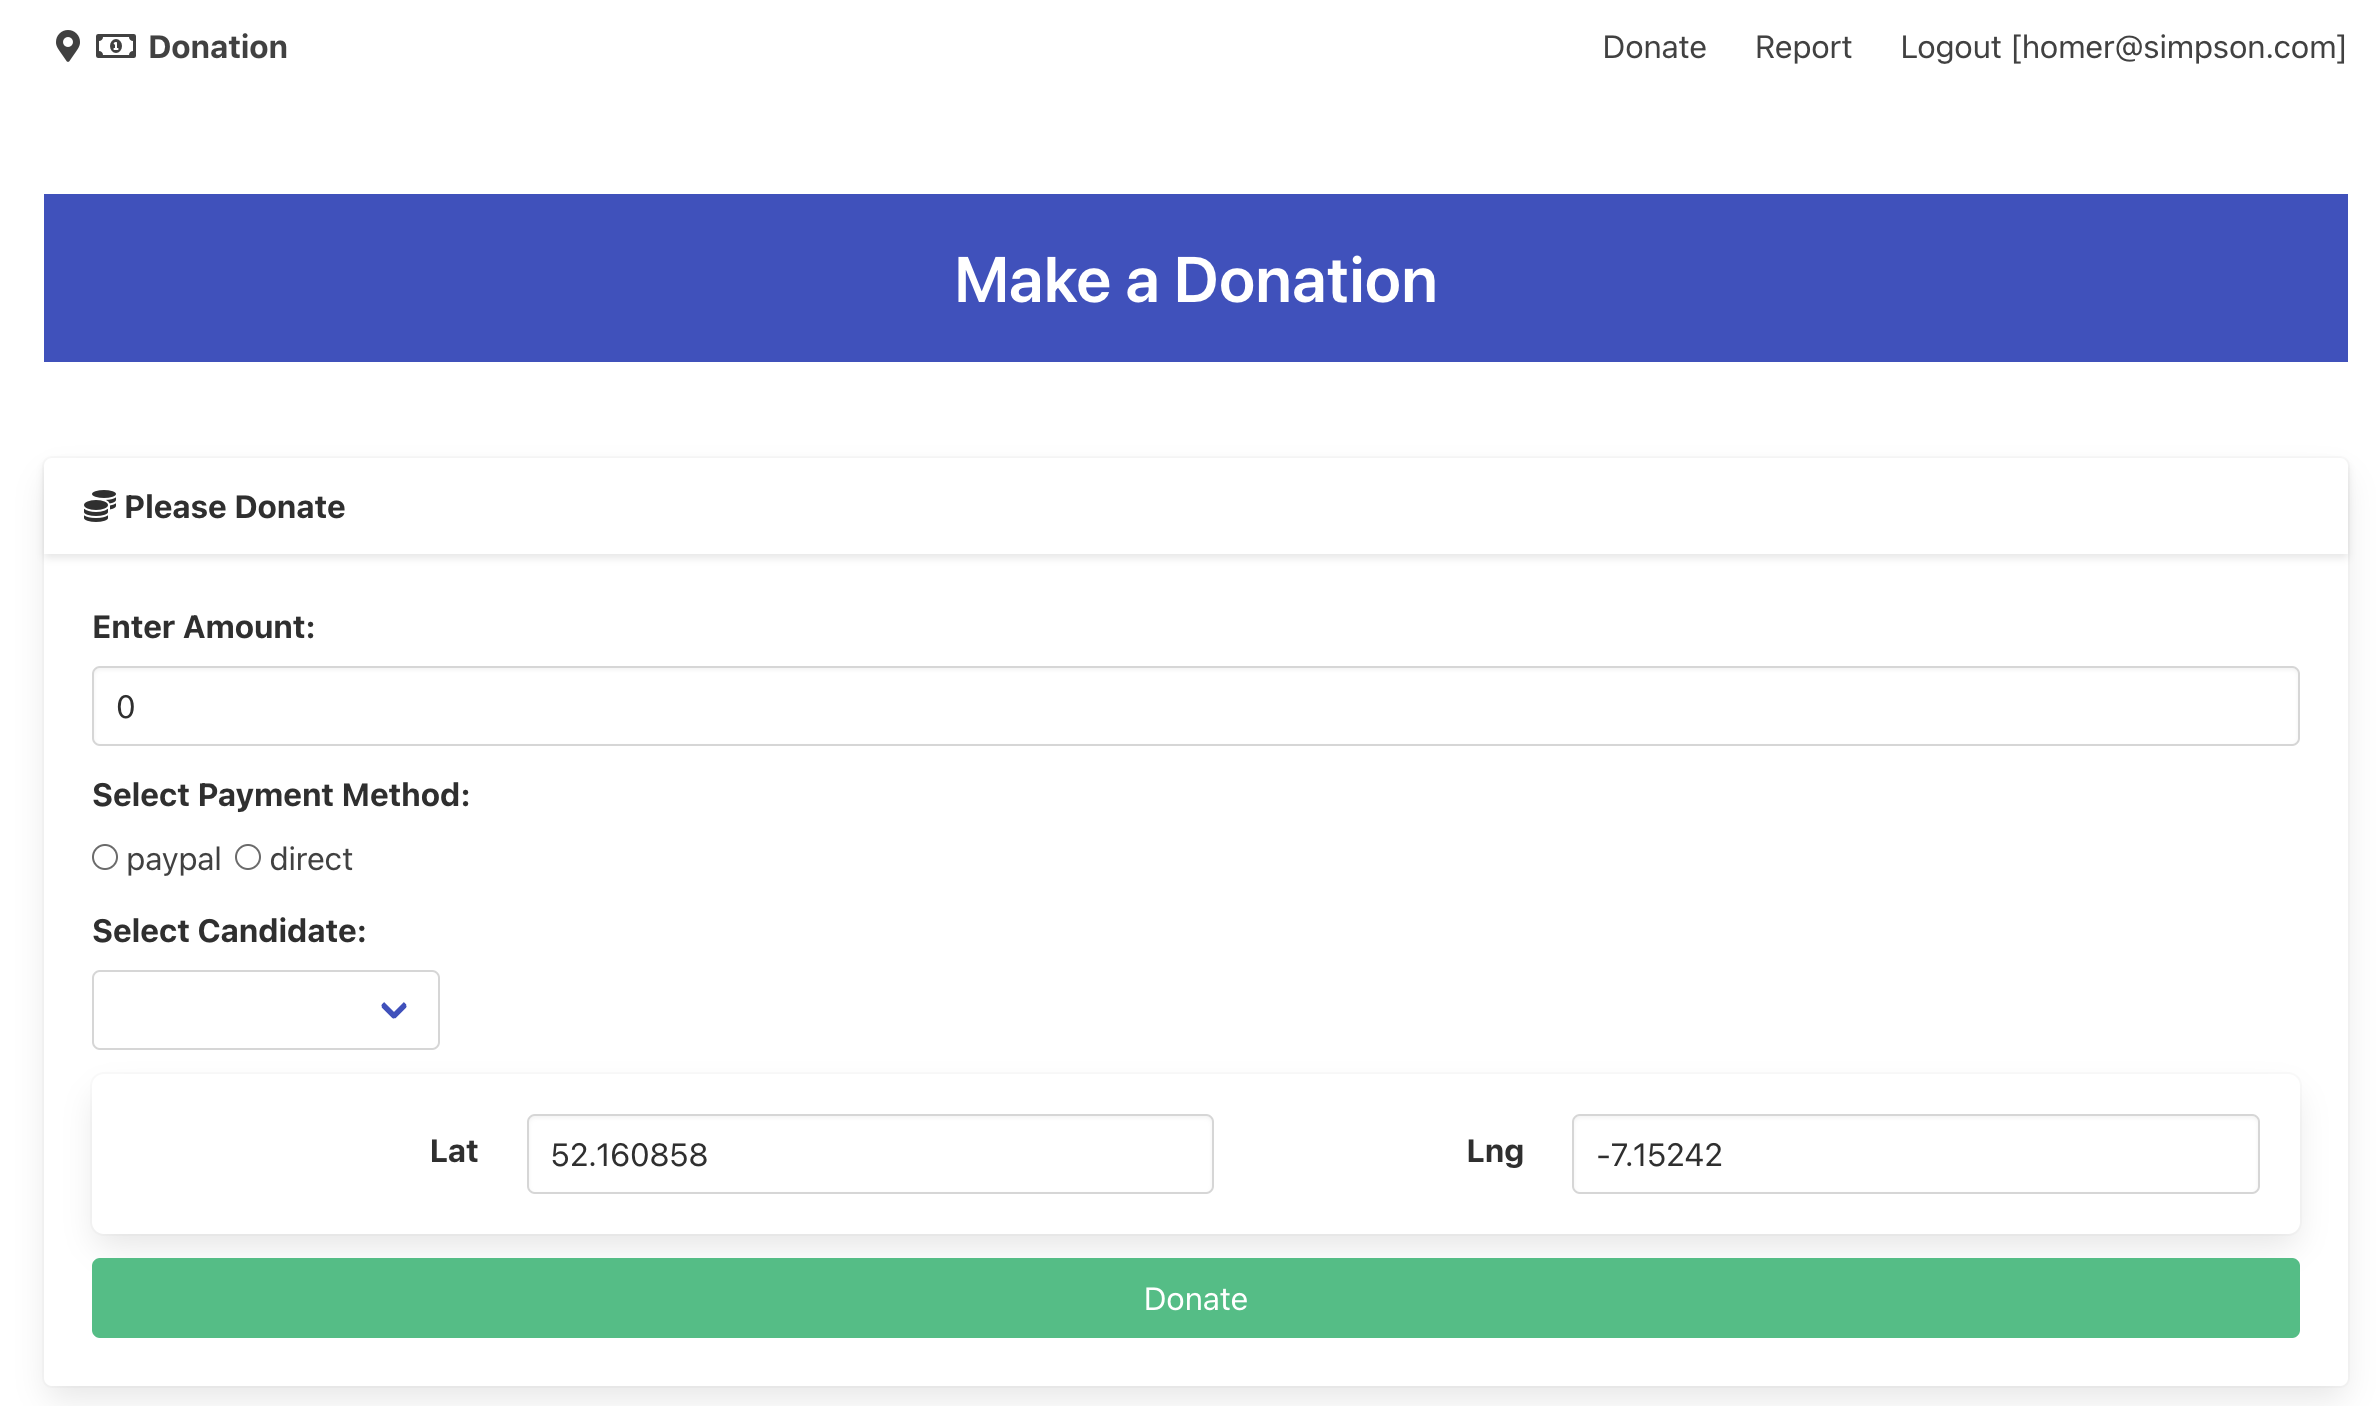 Donation Donate Report Logout [homer@simpson.com]
Make a Donation
Please Donate
Enter Amount:
0
Select Payment Method:
paypal direct
Select Candidate:
Lat 52.160858 Lng -7.15242
Donate